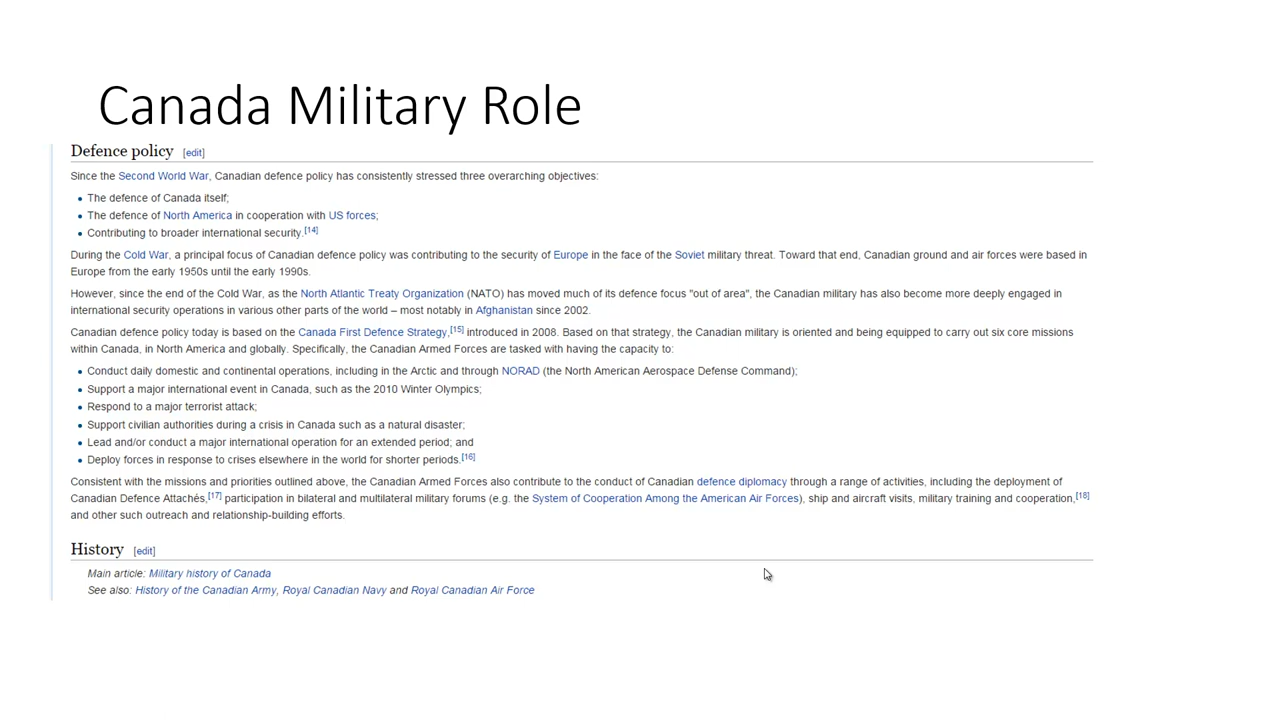 Canada Military Role
Defence policy [edit]
Since the Second World War, Canadian defence policy has consistently stressed three overarching objectives:
• The defence of Canada itself;
• The defence of North America in cooperation with US forces;
• Contributing to broader international security.[14]
During the Cold War, a principal focus of Canadian defence policy was contributing to the security of Europe in the face of the Soviet military threat. Toward that end, Canadian ground and air forces were based in
Europe from the early 1950s until the early 1990s.
However, since the end of the Cold War, as the North Atlantic Treaty Organization (NATO) has moved much of its defence focus "out of area", the Canadian military has also become more deeply engaged in
international security operations in various other parts of the world – most notably in Afghanistan since 2002.
Canadian defence policy today is based on the Canada First Defence Strategy,[15] introduced in 2008. Based on that strategy, the Canadian military is oriented and being equipped to carry out six core missions
within Canada, in North America and globally. Specifically, the Canadian Armed Forces are tasked with having the capacity to:
• Conduct daily domestic and continental operations, including in the Arctic and through NORAD (the North American Aerospace Defense Command);
• Support a major international event in Canada, such as the 2010 Winter Olympics;
• Respond to a major terrorist attack;
• Support civilian authorities during a crisis in Canada such as a natural disaster;
• Lead and/or conduct a major international operation for an extended period; and
• Deploy forces in response to crises elsewhere in the world for shorter periods.[16]
Consistent with the missions and priorities outlined above, the Canadian Armed Forces also contribute to the conduct of Canadian defence diplomacy through a range of activities, including the deployment of
Canadian Defence Attachés,[17] participation in bilateral and multilateral military forums (e.g. the System of Cooperation Among the American Air Forces), ship and aircraft visits, military training and cooperation,[18]
and other such outreach and relationship-building efforts.
History [edit]
Main article: Military history of Canada
See also: History of the Canadian Army, Royal Canadian Navy and Royal Canadian Air Force